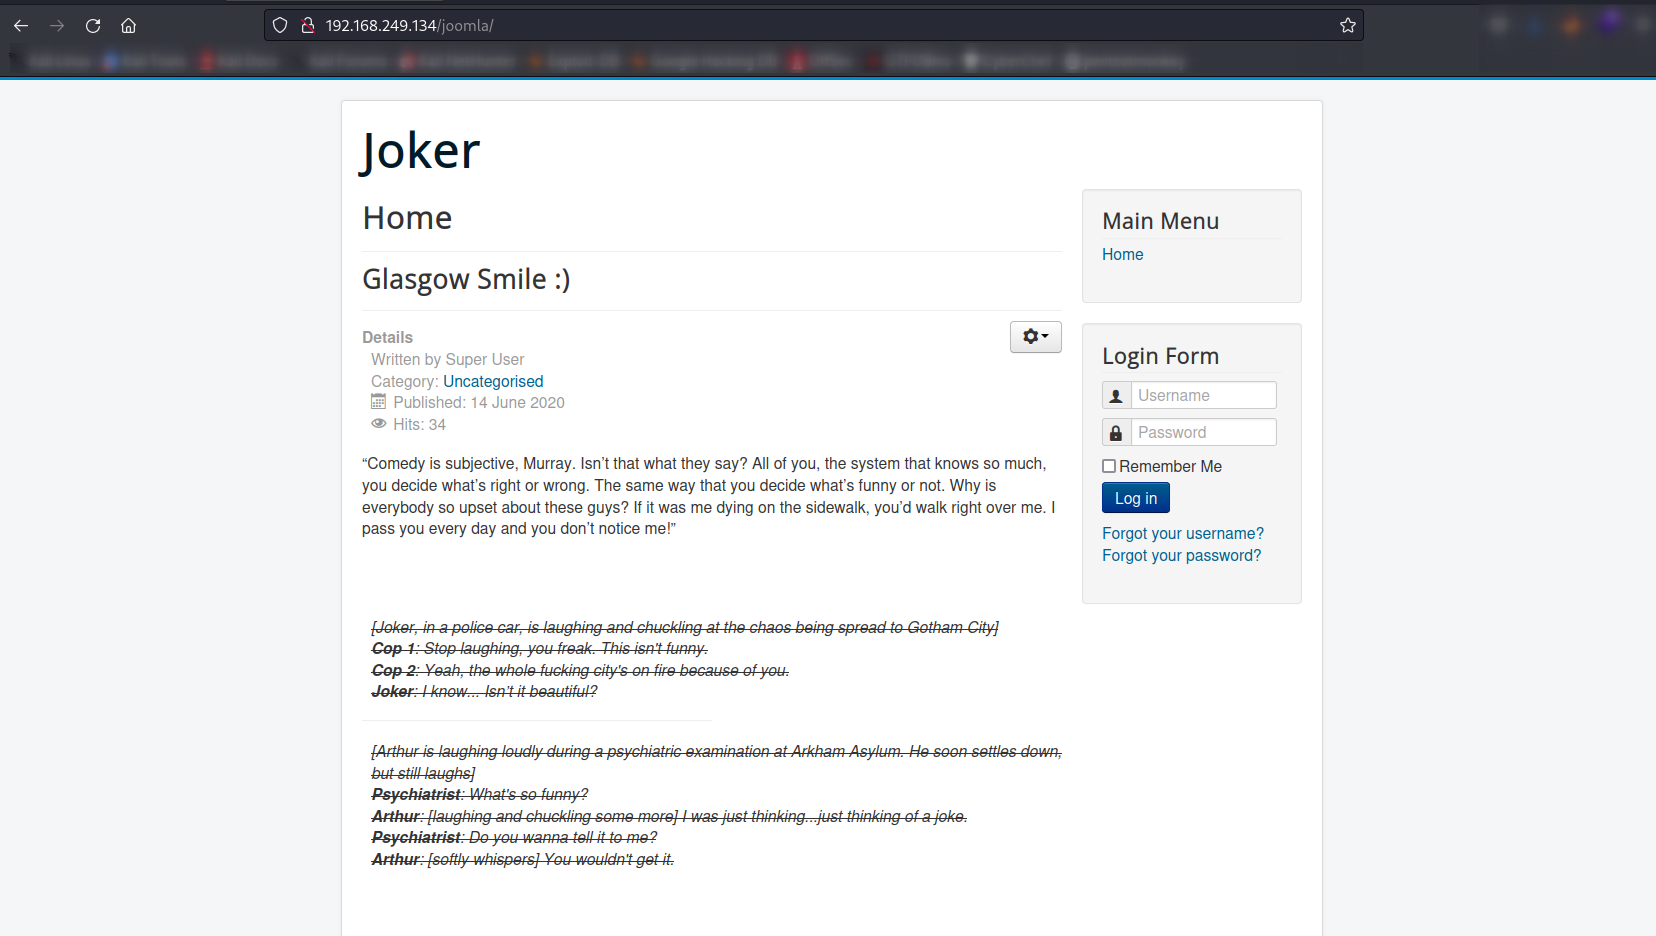 192.168.249.134/joomla/
Joker
Home
Glasgow Smile :)
Details
Written by Super User
Category: Uncategorised
Published: 14 June 2020
Hits: 34
“Comedy is subjective, Murray. Isn’t that what they say? All of you, the system that knows so much,
you decide what’s right or wrong. The same way that you decide what’s funny or not. Why is
everybody so upset about these guys? If it was me dying on the sidewalk, you’d walk right over me. I
pass you every day and you don’t notice me!”
[Joker, in a police car, is laughing and chuckling at the chaos being spread to Gotham City]
Cop 1: Stop laughing, you freak. This isn't funny.
Cop 2: Yeah, the whole fucking city's on fire because of you.
Joker: I know... Isn’t it beautiful?
[Arthur is laughing loudly during a psychiatric examination at Arkham Asylum. He soon settles down,
but still laughs]
Psychiatrist: What's so funny?
Arthur: [laughing and chuckling some more] I was just thinking...just thinking of a joke.
Psychiatrist: Do you wanna tell it to me?
Arthur: [softly whispers] You wouldn't get it.
Main Menu
Home
Login Form
Username
Password
Remember Me
Log in
Forgot your username?
Forgot your password?